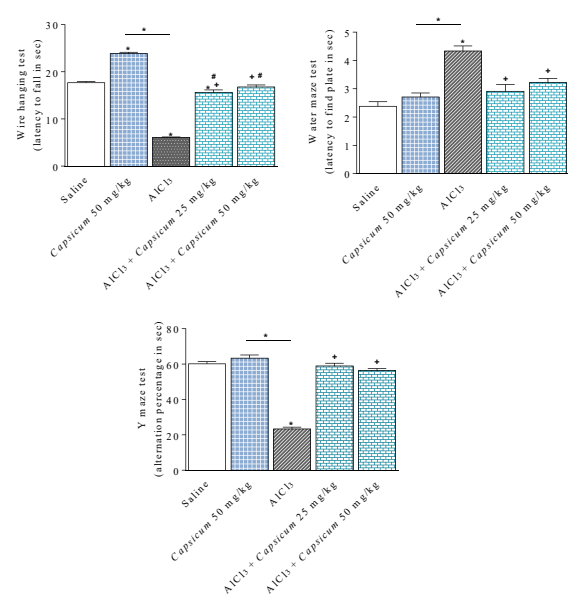 Wire hanging test
(latency to fall in sec)
30
20
10
0
*
*
*
#
* +
+ #
Saline
Capsicum 50 mg/kg
AlCl3
AlCl3 + Capsicum 25 mg/kg
AlCl3 + Capsicum 50 mg/kg
Water maze test
(latency to find plate in sec)
5
4
3
2
1
0
*
*
+
+
Saline
Capsicum 50 mg/kg
AlCl3
AlCl3 + Capsicum 25 mg/kg
AlCl3 + Capsicum 50 mg/kg
Y maze test
(alternation percentage in sec)
80
60
40
20
0
*
*
+
+
Saline
Capsicum 50 mg/kg
AlCl3
AlCl3 + Capsicum 25 mg/kg
AlCl3 + Capsicum 50 mg/kg